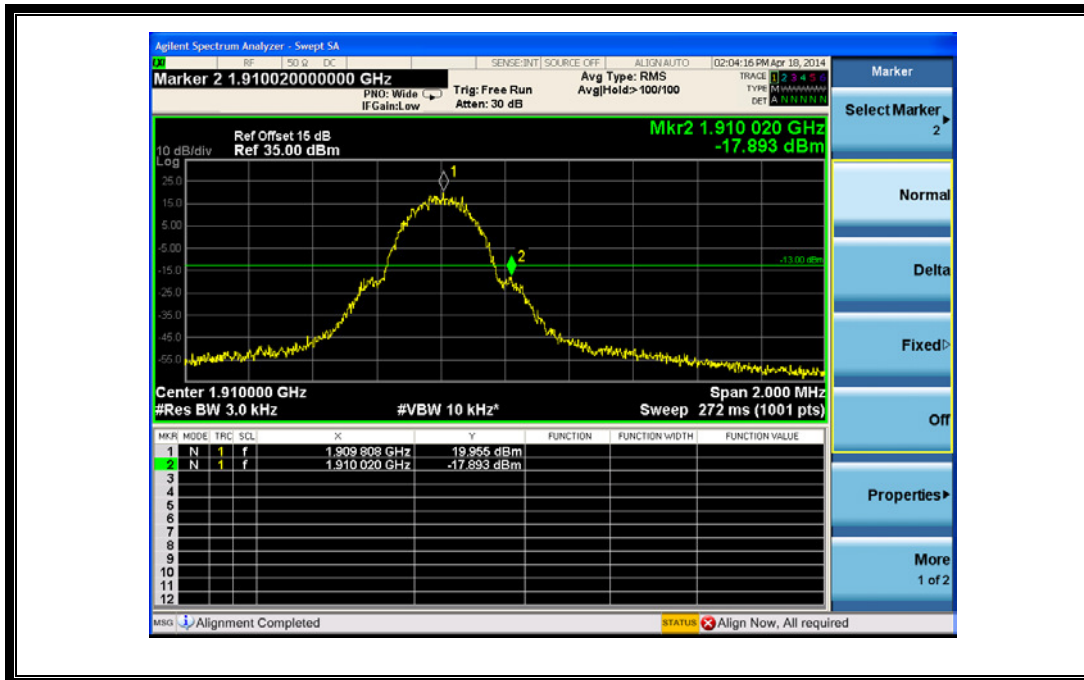 Agilent Spectrum Analyzer - Swept SA
RF 50 Ω DC SENSE:INT SOURCE OFF ALIGN AUTO 02:04:16 PM Apr 18, 2014
Marker 2 1.910020000000 GHz
PNO: Wide
IFGain:Low
Trig: Free Run
Atten: 30 dB
Avg Type: RMS
Avg|Hold:>100/100
TRACE 1 2 3 4 5 6
TYPE M
DET A N N N N N
Mkr2 1.910 020 GHz
-17.893 dBm
Ref Offset 15 dB
10 dB/div Ref 35.00 dBm
Log
25.0
15.0
5.00
-5.00
-15.0
-25.0
-35.0
-45.0
-55.0
1
2
-13.00 dBm
Center 1.910000 GHz Span 2.000 MHz
#Res BW 3.0 kHz #VBW 10 kHz* Sweep 272 ms (1001 pts)
MKR MODE TRC SCL X Y FUNCTION FUNCTION WIDTH FUNCTION VALUE
1 N 1 f 1.909 808 GHz 19.955 dBm
2 N 1 f 1.910 020 GHz -17.893 dBm
3
4
5
6
7
8
9
10
11
12
MSG Alignment Completed STATUS Align Now, All required
Marker
Select Marker
2
Normal
Delta
Fixed
Off
Properties
More
1 of 2